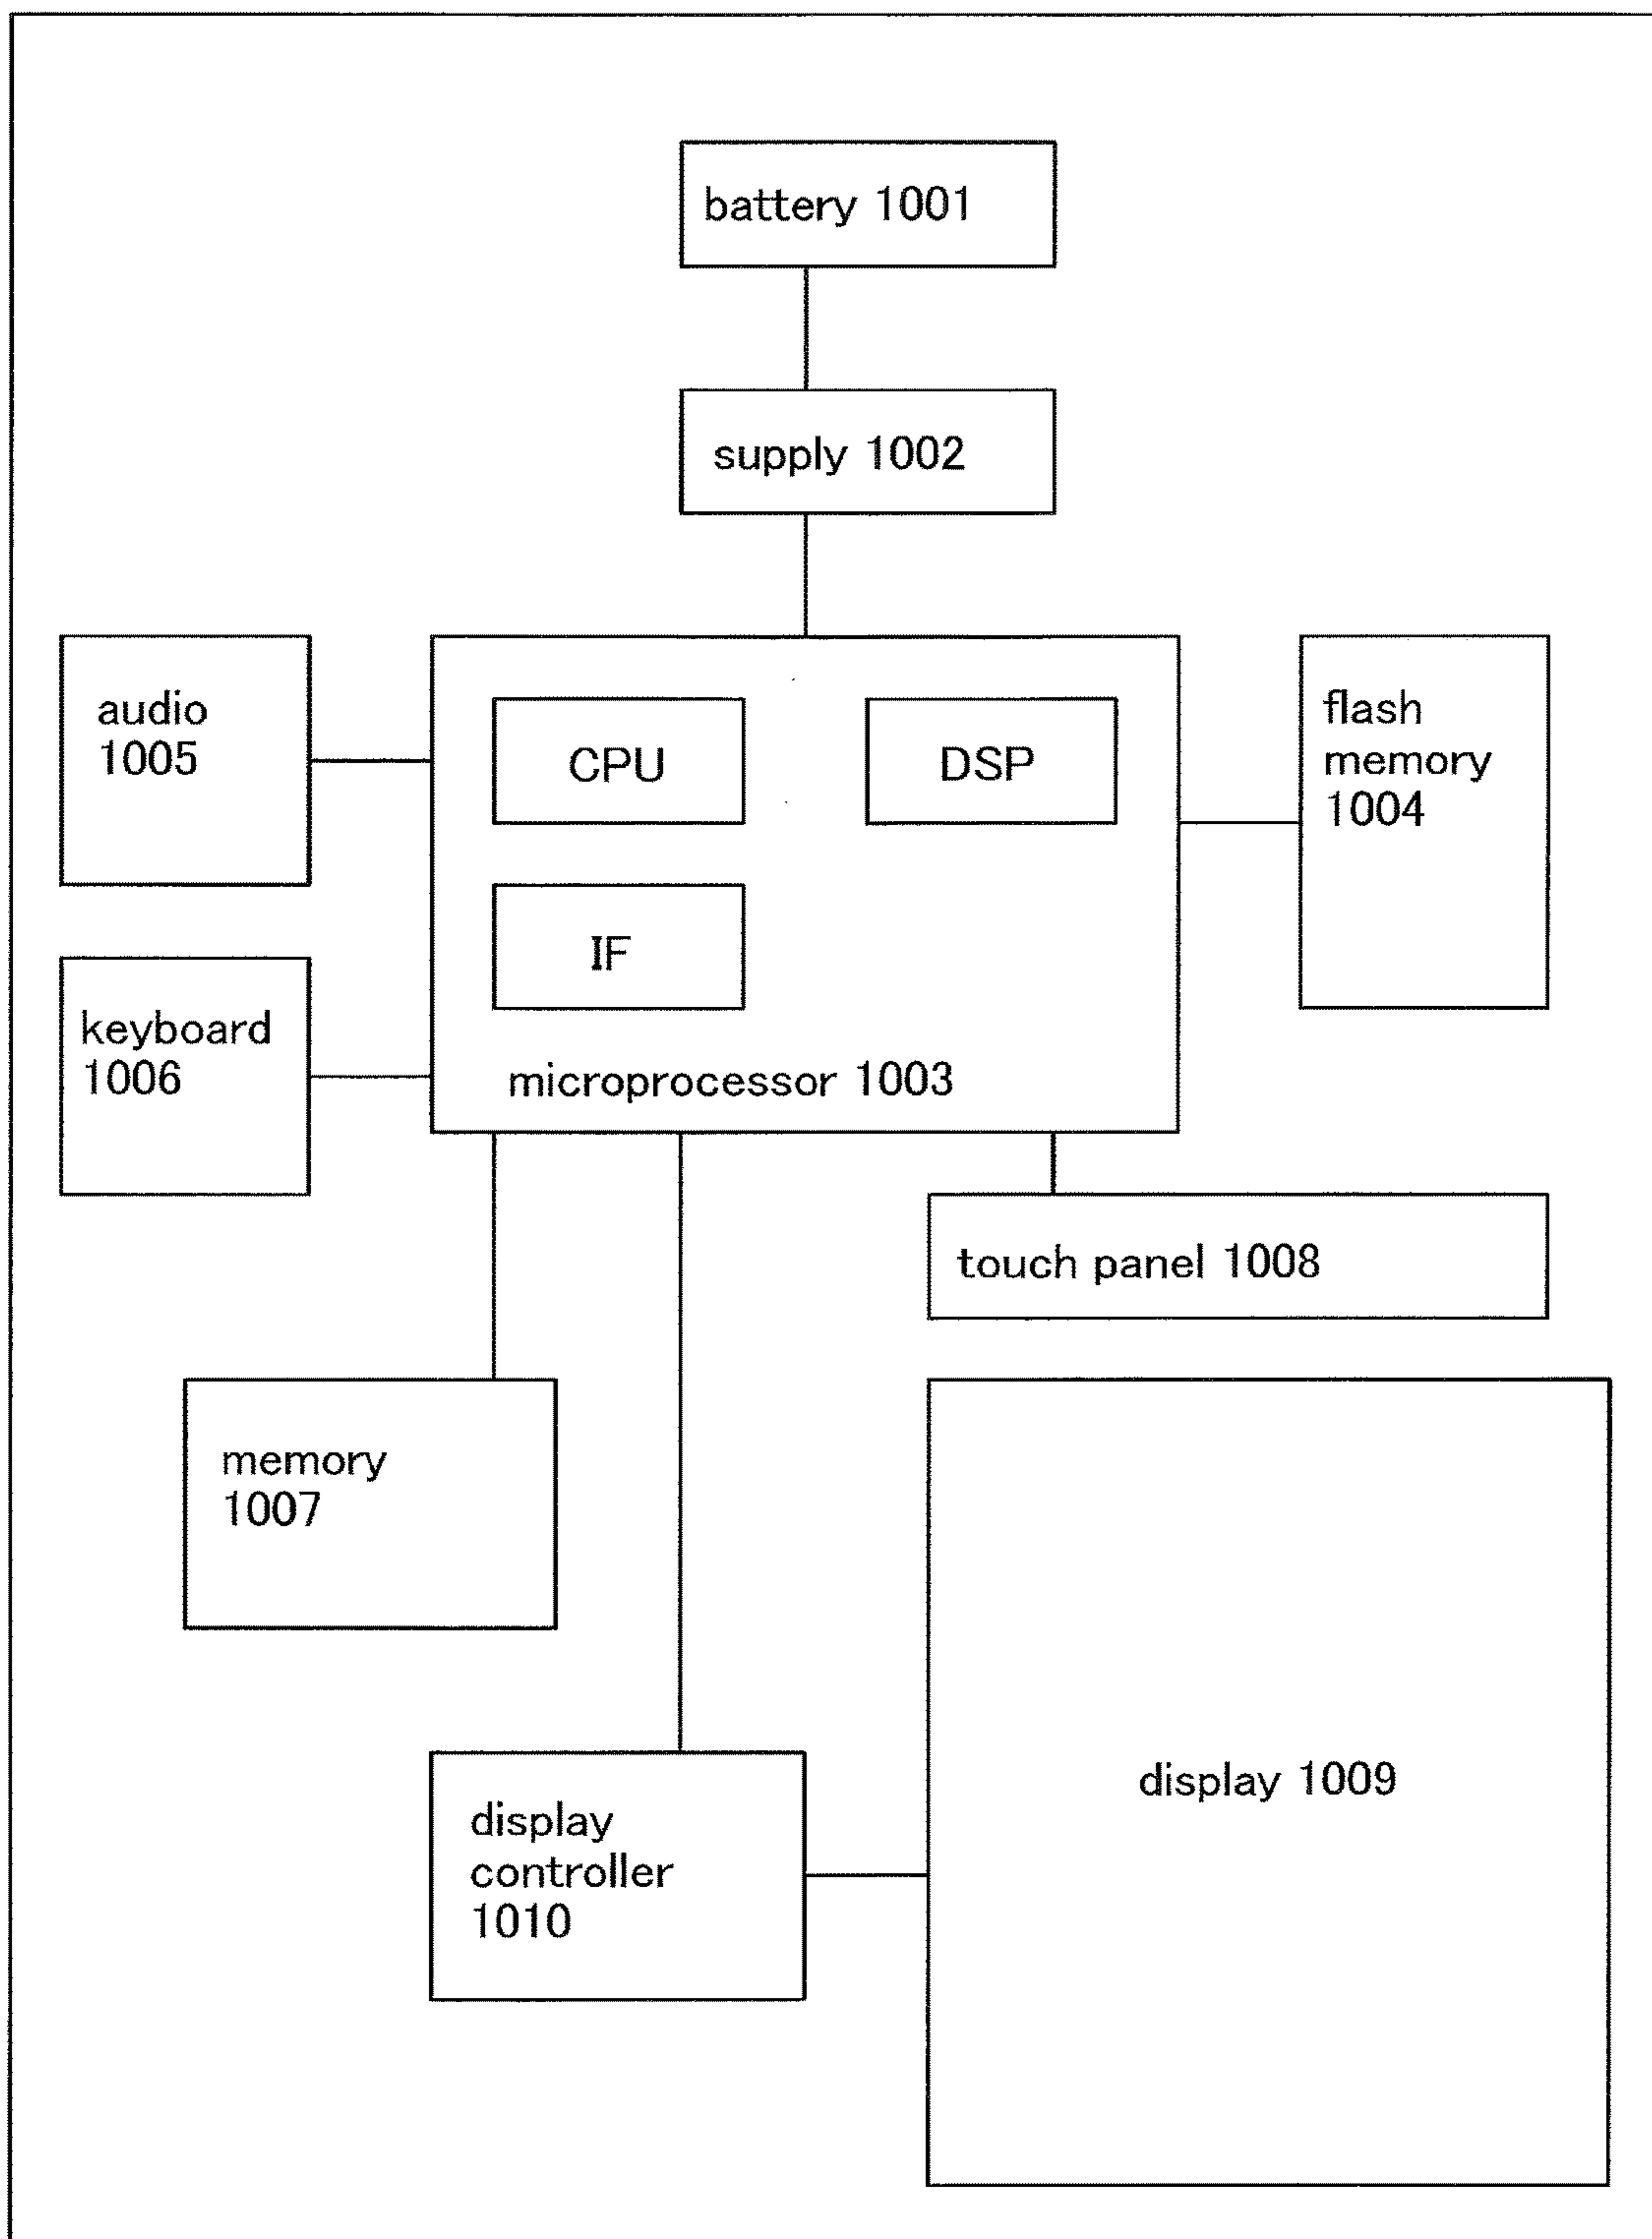 battery 1001
supply 1002
audio
1005
CPU
DSP
flash
memory
1004
IF
keyboard
1006
microprocessor 1003
touch panel 1008
memory
1007
display 1009
display
controller
1010